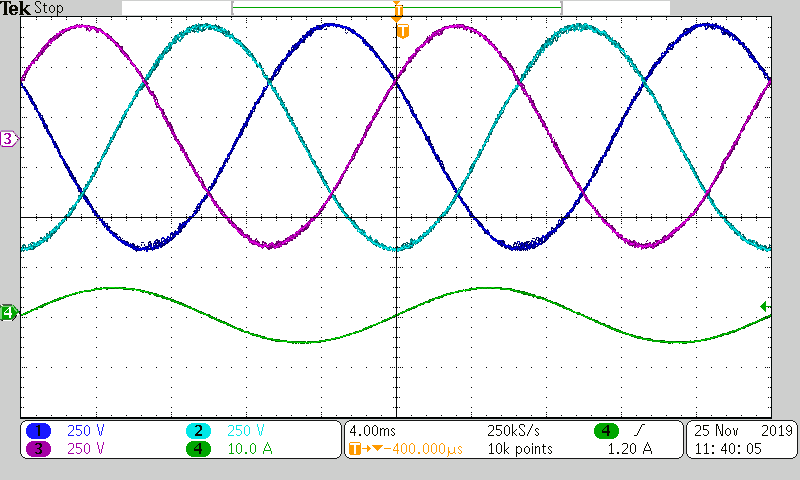 Tek Stop
T
T
3
4
1 250 V 2 250 V
3 250 V 4 10.0 A
4.00ms 250kS/s 4 1.20 A
T→▼−400.000µs 10k points
25 Nov 2019
11:40:05